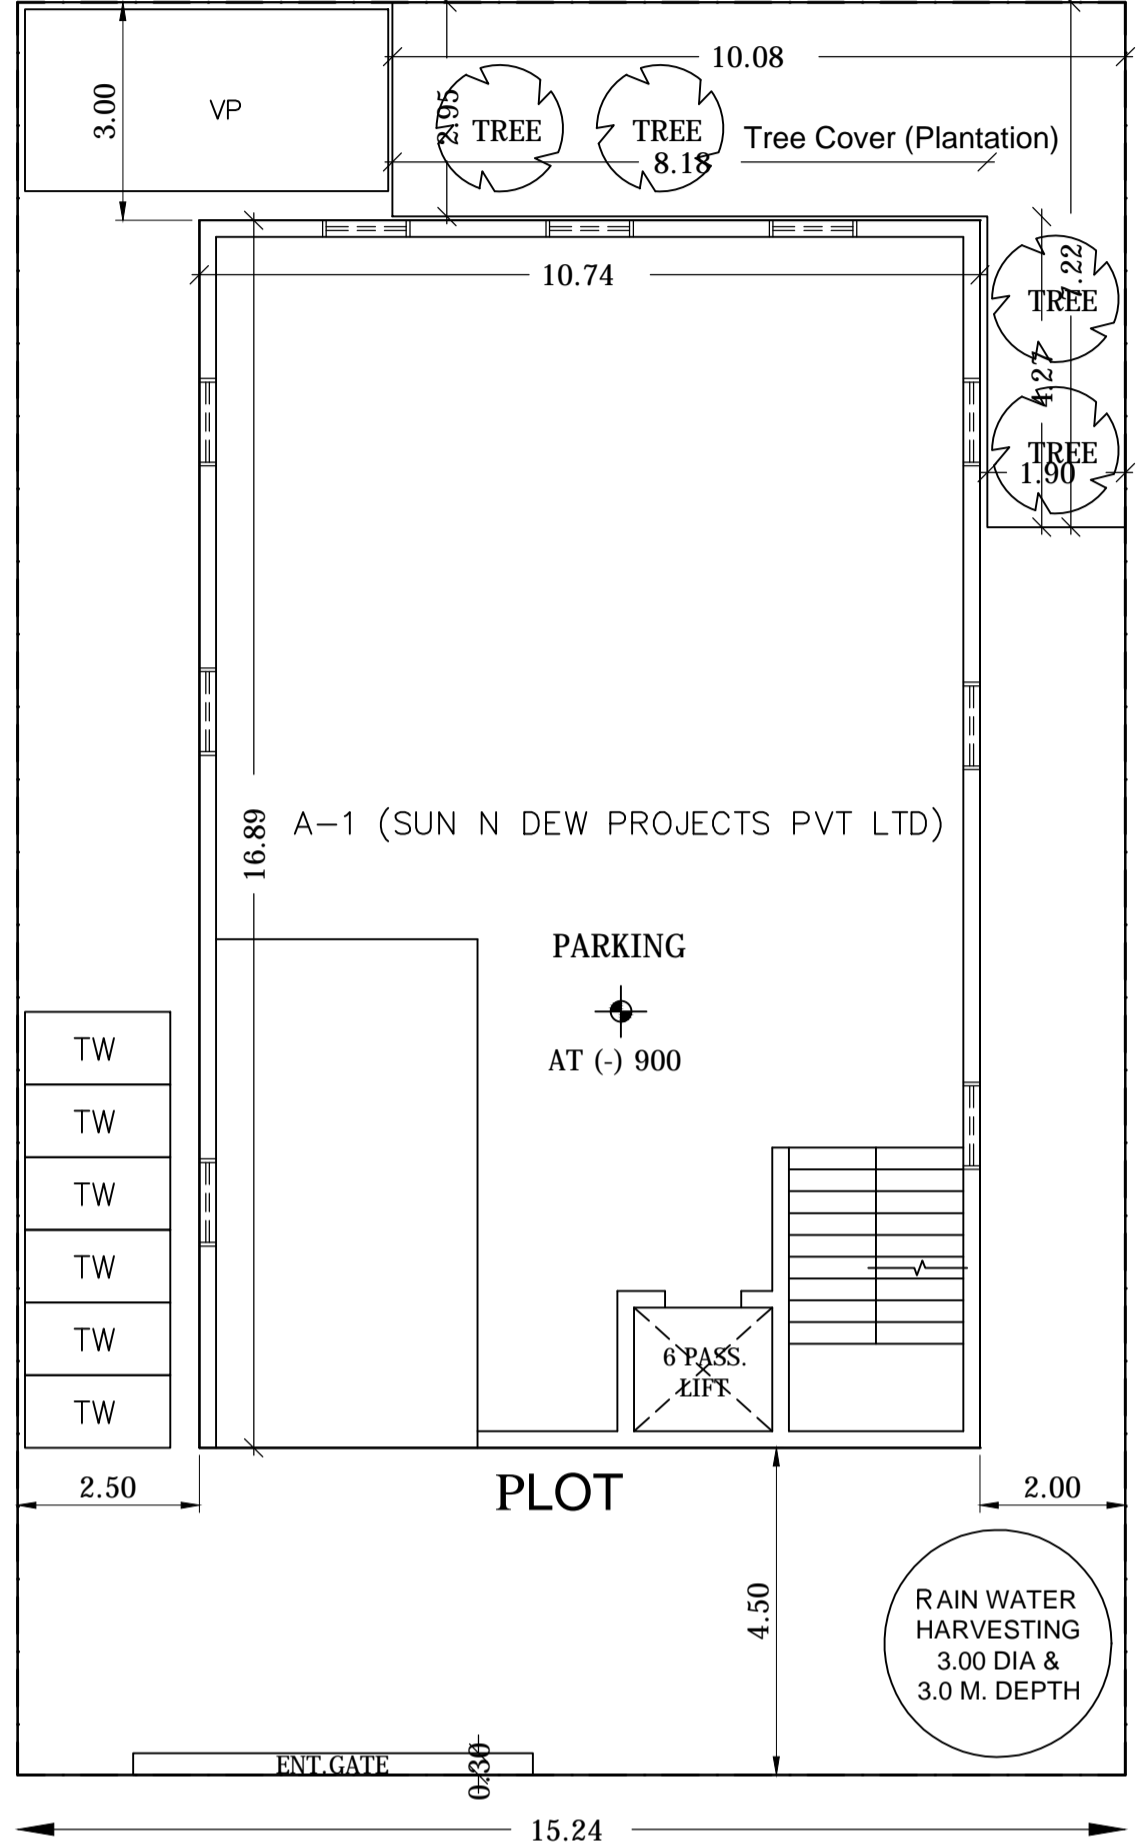 10.08
3.00
VP
2.95
TREE
TREE
Tree Cover (Plantation)
8.18
10.74
7.22
TREE
4.27
TREE
1.90
16.89
A-1 (SUN N DEW PROJECTS PVT LTD)
PARKING
AT (-) 900
TW
TW
TW
TW
TW
TW
6 PASS.
LIFT
2.50
PLOT
2.00
4.50
RAIN WATER
HARVESTING
3.00 DIA &
3.0 M. DEPTH
ENT.GATE
0.30
15.24